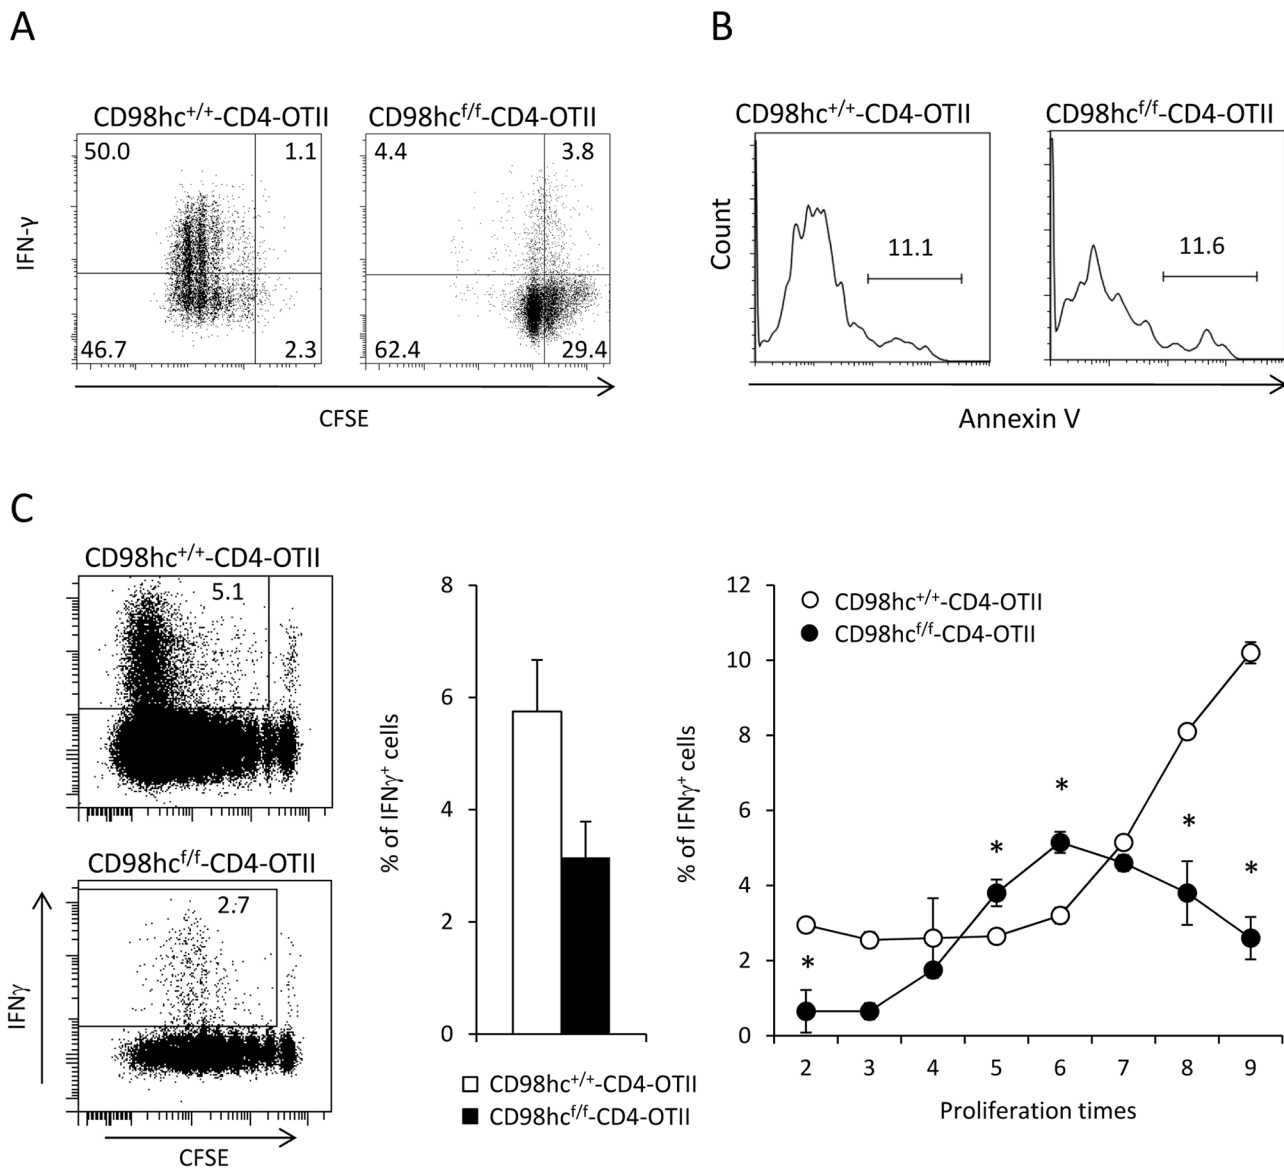 A
B
CD98hc+/+-CD4-OTII
CD98hcf/f-CD4-OTII
CD98hc+/+-CD4-OTII
CD98hcf/f-CD4-OTII
50.0
1.1
4.4
3.8
IFN-γ
46.7
2.3
62.4
29.4
CFSE
Count
11.1
11.6
Annexin V
C
CD98hc+/+-CD4-OTII
5.1
CD98hcf/f-CD4-OTII
2.7
IFNγ
CFSE
% of IFNγ+ cells
8
6
4
2
0
CD98hc+/+-CD4-OTII
CD98hcf/f-CD4-OTII
% of IFNγ+ cells
12
10
8
6
4
2
0
CD98hc+/+-CD4-OTII
CD98hcf/f-CD4-OTII
*
*
*
*
*
2 3 4 5 6 7 8 9
Proliferation times